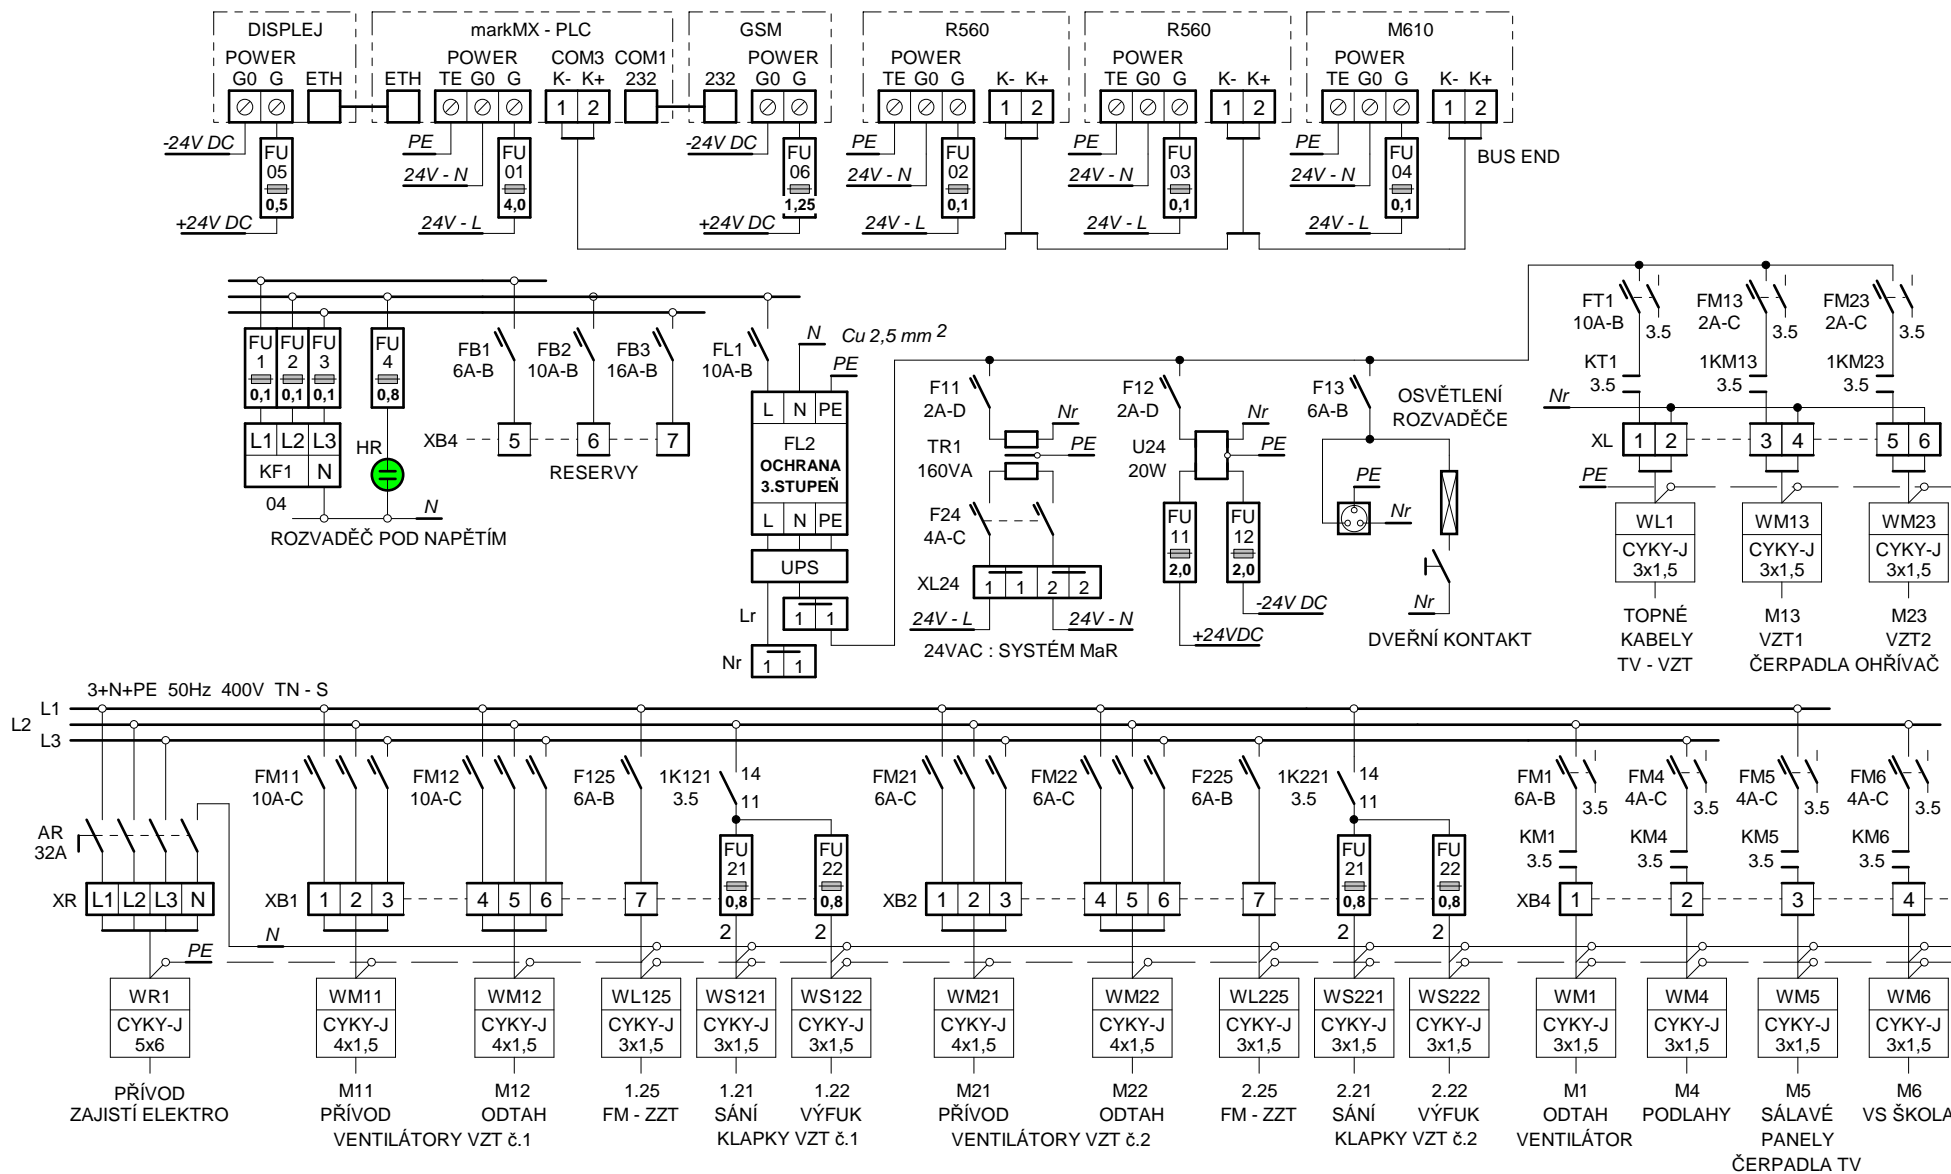 DISPLEJ markMX - PLC GSM R560 R560 M610
POWER POWER COM3 COM1 POWER POWER POWER POWER
G0 G ETH ETH TE G0 G K- K+ 232 232 G0 G TE G0 G K- K+ TE G0 G K- K+ TE G0 G K- K+
1 2 1 2 1 2 1 2
-24V DC PE -24V DC PE PE PE
FU FU FU FU FU FU BUS END
05 24V - N 01 06 24V - N 02 24V - N 03 24V - N 04
0,5 4,0 1,25 0,1 0,1 0,1
+24V DC 24V - L +24V DC 24V - L 24V - L 24V - L
FT1 FM13 FM23
10A-B 2A-C 2A-C
3.5 3.5 3.5
FU FU FU FU N Cu 2,5 mm 2
1 2 3 4 FB1 FB2 FB3 FL1 PE
0,1 0,1 0,1 0,8 6A-B 10A-B 16A-B 10A-B
KT1 1KM13 1KM23
3.5 3.5 3.5
F11 F12 F13 OSVĚTLENÍ
2A-D 2A-D 6A-B ROZVADĚČE
L N PE Nr Nr Nr
L1 L2 L3 HR XB4 5 6 7 FL2 TR1 PE U24 PE XL 1 2 3 4 5 6
KF1 N RESERVY OCHRANA 160VA 20W
3.STUPEŇ PE PE
04 N L N PE F24 FU FU Nr WL1 WM13 WM23
ROZVADĚČ POD NAPĚTÍM 4A-C 11 12 CYKY-J CYKY-J CYKY-J
UPS XL24 1 1 2 2 2,0 2,0 3x1,5 3x1,5 3x1,5
Lr 1 1 24V - L 24V - N -24V DC Nr TOPNÉ M13 M23
+24VDC DVEŘNÍ KONTAKT KABELY VZT1 VZT2
Nr 1 1 24VAC : SYSTÉM MaR TV - VZT ČERPADLA OHŘÍVAČ
3+N+PE 50Hz 400V TN - S
L1
L2
L3
FM11 FM12 F125 1K121 14 FM21 FM22 F225 1K221 14 FM1 FM4 FM5 FM6
10A-C 10A-C 6A-B 3.5 11 6A-C 6A-C 6A-B 3.5 11 6A-B 4A-C 4A-C 4A-C
3.5 3.5 3.5 3.5
AR KM1 KM4 KM5 KM6
32A FU FU FU FU 3.5 3.5 3.5 3.5
21 22 21 22
XR L1 L2 L3 N XB1 1 2 3 4 5 6 7 0,8 0,8 XB2 1 2 3 4 5 6 7 0,8 0,8 XB4 1 2 3 4
N 2 2 2 2
PE
WR1 WM11 WM12 WL125 WS121 WS122 WM21 WM22 WL225 WS221 WS222 WM1 WM4 WM5 WM6
CYKY-J CYKY-J CYKY-J CYKY-J CYKY-J CYKY-J CYKY-J CYKY-J CYKY-J CYKY-J CYKY-J CYKY-J CYKY-J CYKY-J CYKY-J
5x6 4x1,5 4x1,5 3x1,5 3x1,5 3x1,5 4x1,5 4x1,5 3x1,5 3x1,5 3x1,5 3x1,5 3x1,5 3x1,5 3x1,5
PŘÍVOD M11 M12 1.25 1.21 1.22 M21 M22 2.25 2.21 2.22 M1 M4 M5 M6
ZAJISTÍ ELEKTRO PŘÍVOD ODTAH FM - ZZT SÁNÍ VÝFUK PŘÍVOD ODTAH FM - ZZT SÁNÍ VÝFUK ODTAH PODLAHY SÁLAVÉ VS ŠKOLA
VENTILÁTORY VZT č.1 KLAPKY VZT č.1 VENTILÁTORY VZT č.2 KLAPKY VZT č.2 VENTILÁTOR PANELY
ČERPADLA TV